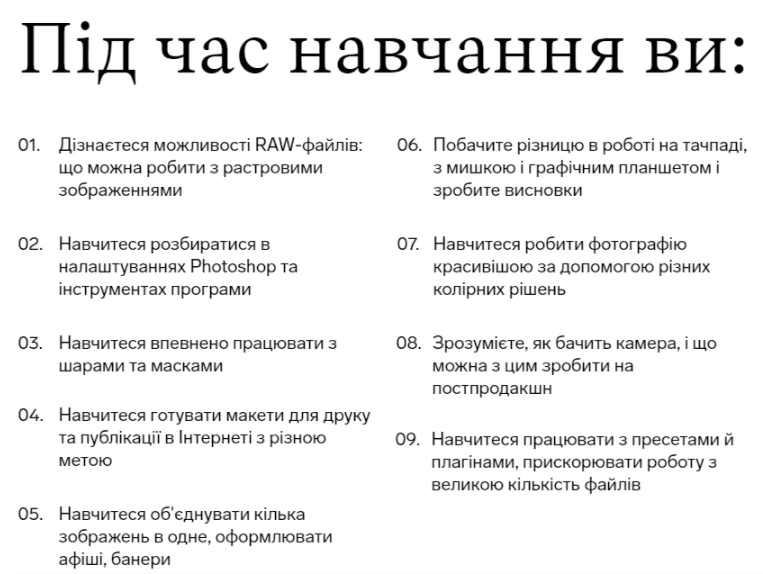 Під час навчання ви:
01. Дізнаєтеся можливості RAW-файлів:
що можна робити з растровими
зображеннями
02. Навчитеся розбиратися в
налаштуваннях Photoshop та
інструментах програми
03. Навчитеся впевнено працювати з
шарами та масками
04. Навчитеся готувати макети для друку
та публікації в Інтернеті з різною
метою
05. Навчитеся об'єднувати кілька
зображень в одне, оформлювати
афіші, банери
06. Побачите різницю в роботі на тачпаді,
з мишкою і графічним планшетом і
зробите висновки
07. Навчитеся робити фотографію
красивішою за допомогою різних
колірних рішень
08. Зрозумієте, як бачить камера, і що
можна з цим зробити на
постпродакшн
09. Навчитеся працювати з пресетами й
плагінами, прискорювати роботу з
великою кількість файлів